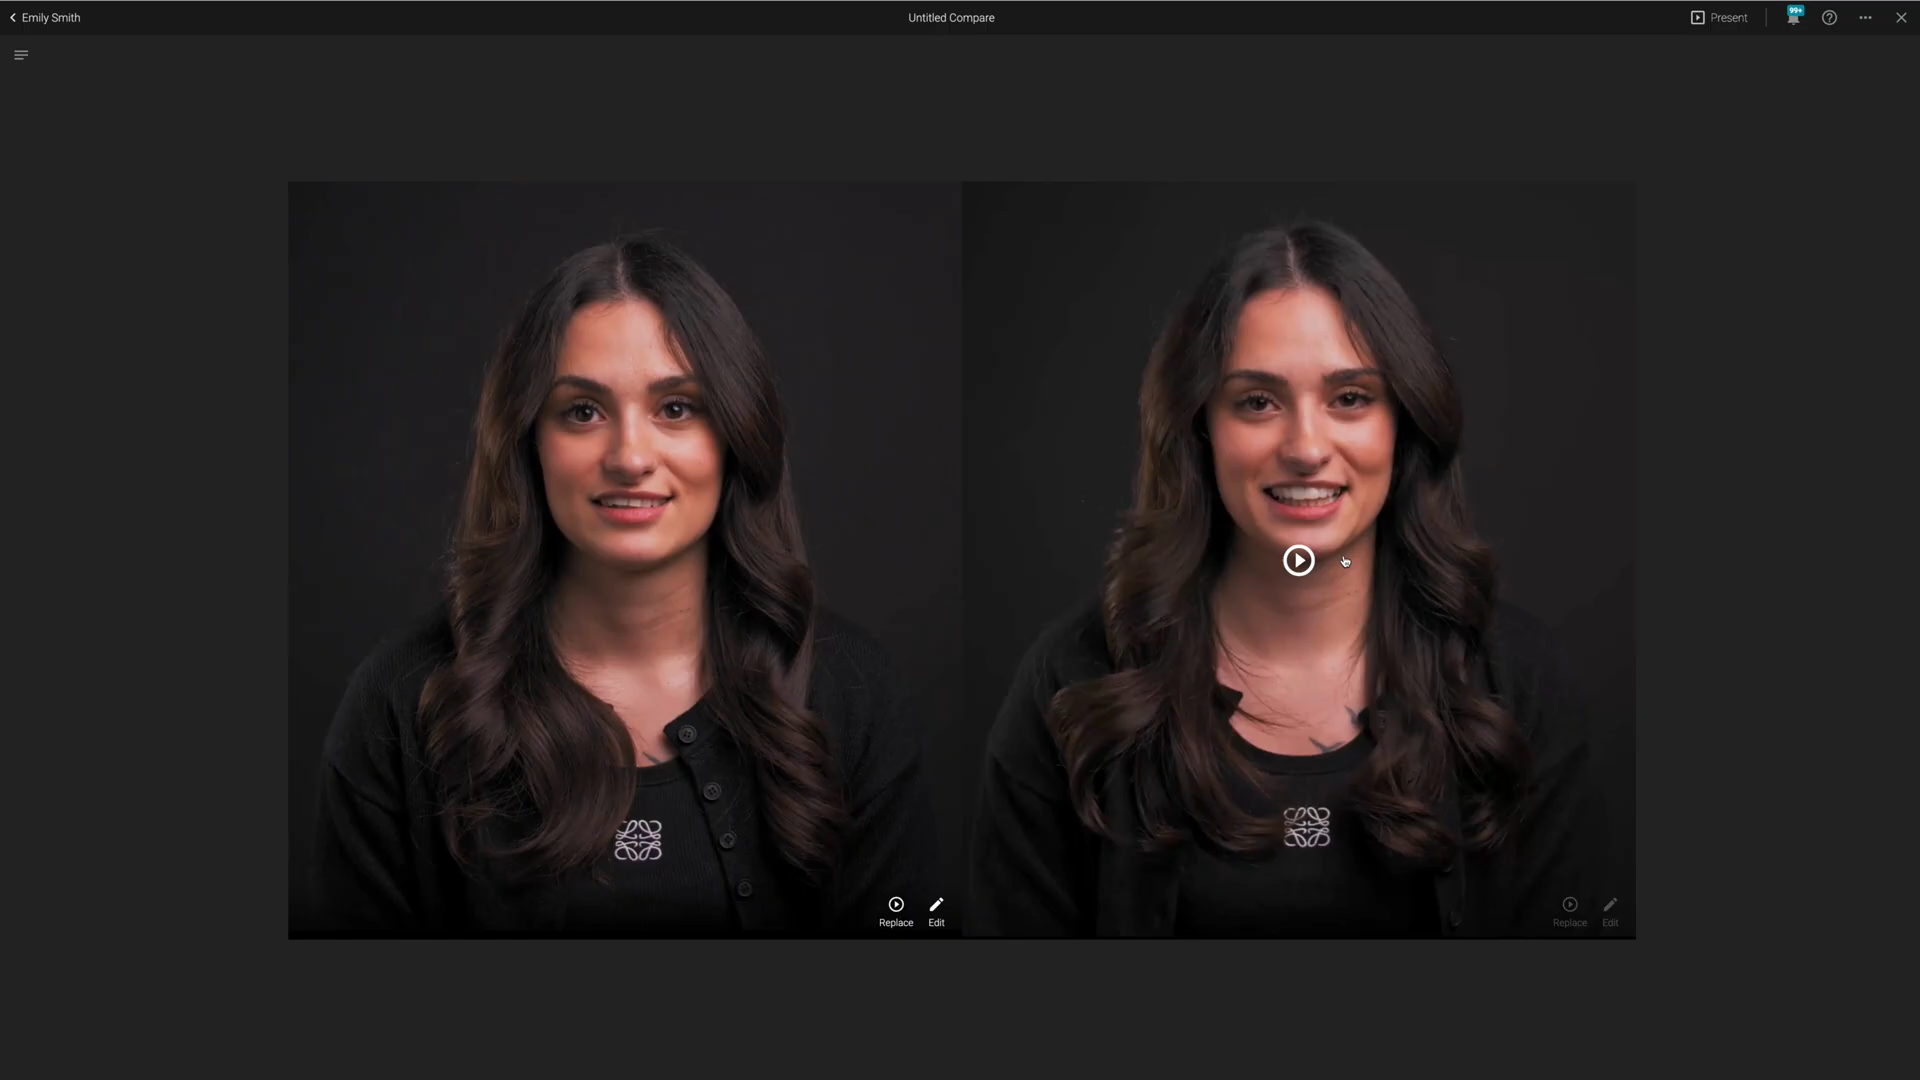 Emily Smith
Untitled Compare
Present
99+
Replace
Edit
Replace
Edit